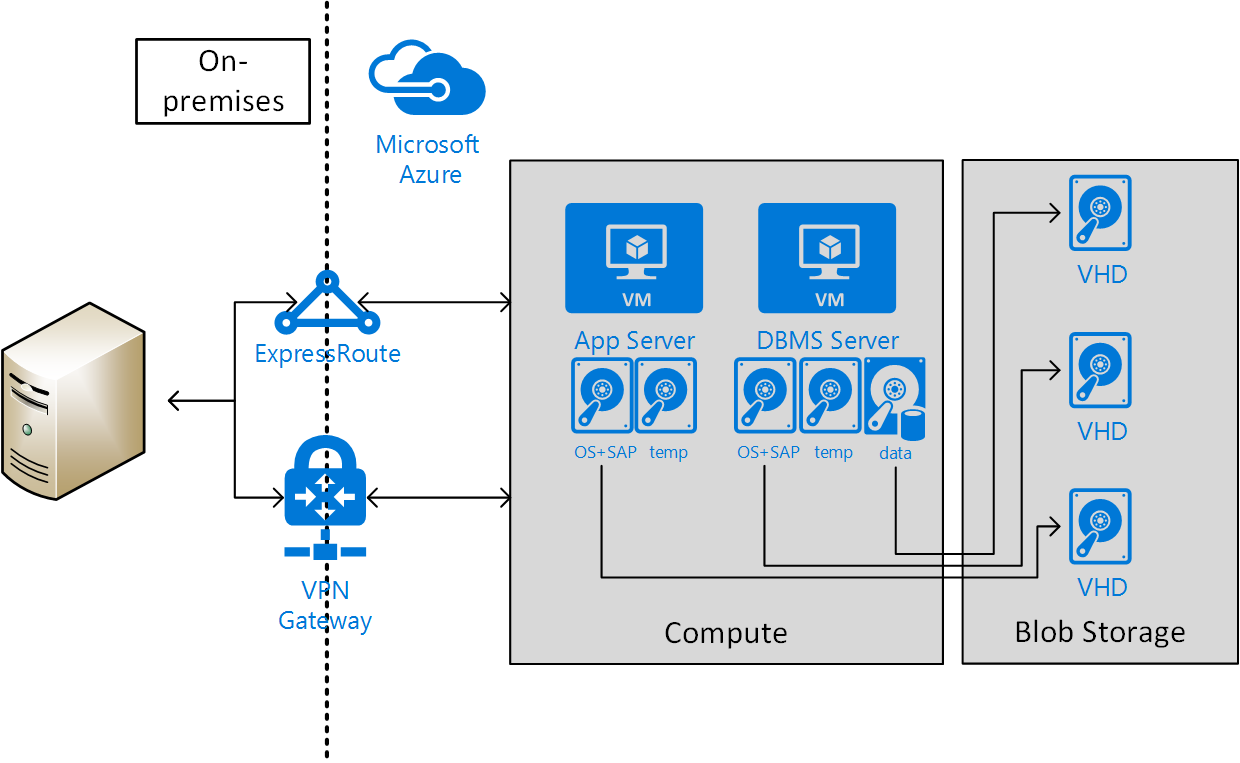 On-
premises
Microsoft
Azure
VM
VM
App Server
DBMS Server
ExpressRoute
OS+SAP
temp
OS+SAP
temp
data
VPN
Gateway
VHD
VHD
VHD
Compute
Blob Storage